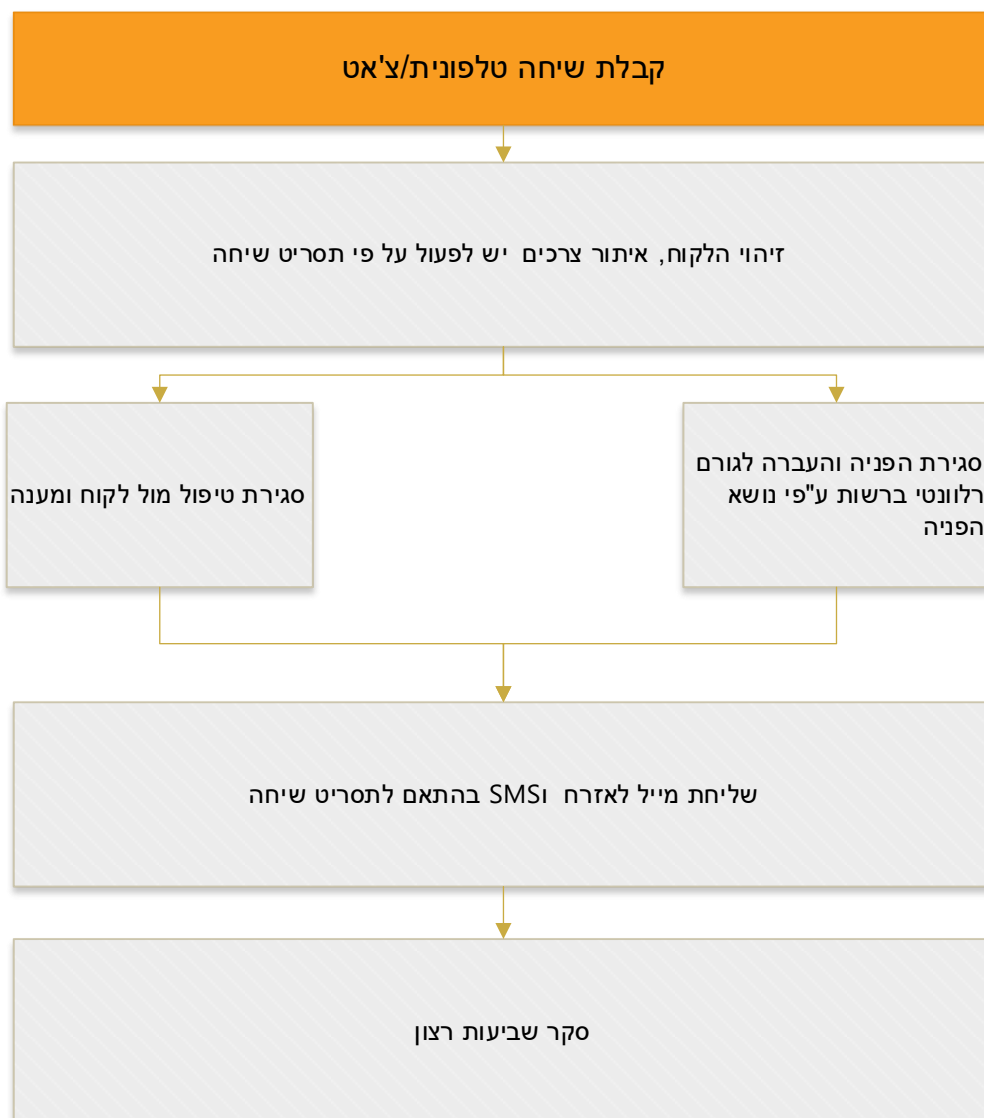 קבלת שיחה טלפונית/צ'אט
זיהוי הלקוח, איתור צרכים  יש לפעול על פי תסריט שיחה
סגירת הפניה והעברה לגורם
רלוונטי ברשות ע"פי נושא
הפניה
סגירת טיפול מול לקוח ומענה
שליחת מייל לאזרח  וSMS בהתאם לתסריט שיחה
סקר שביעות רצון